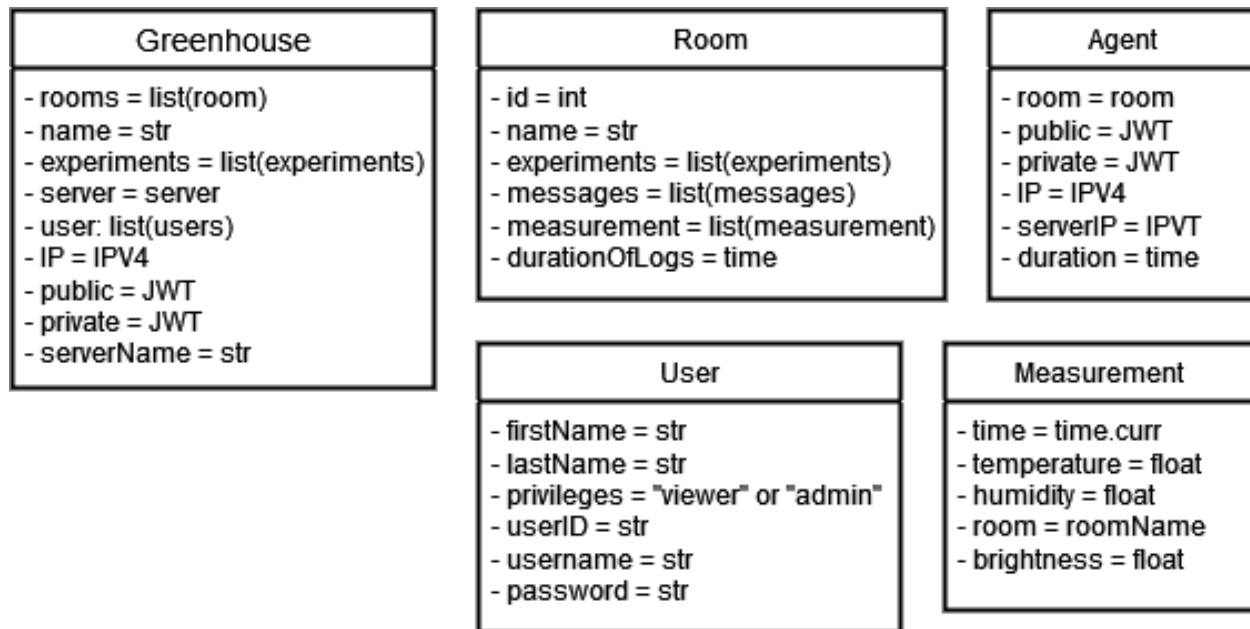 Greenhouse
- rooms = list(room)
- name = str
- experiments = list(experiments)
- server = server
- user: list(users)
- IP = IPV4
- public = JWT
- private = JWT
- serverName = str
Room
- id = int
- name = str
- experiments = list(experiments)
- messages = list(messages)
- measurement = list(measurement)
- durationOfLogs = time
Agent
- room = room
- public = JWT
- private = JWT
- IP = IPV4
- serverIP = IPVT
- duration = time
User
- firstName = str
- lastName = str
- privileges = "viewer" or "admin"
- userID = str
- username = str
- password = str
Measurement
- time = time.curr
- temperature = float
- humidity = float
- room = roomName
- brightness = float